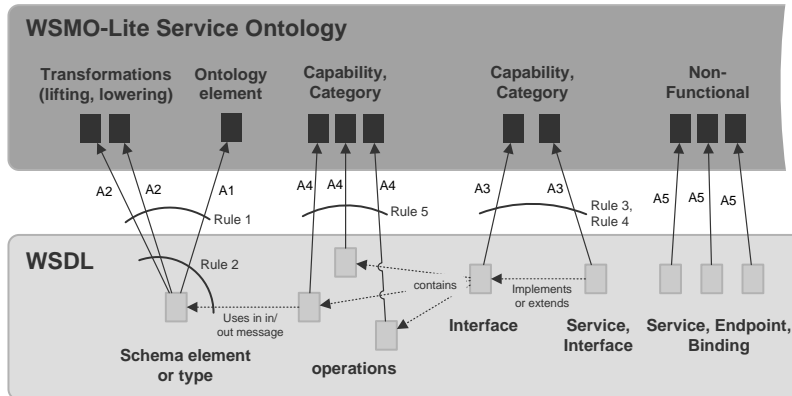 WSMO-Lite Service Ontology
Transformations
(lifting, lowering)
Ontology
element
Capability,
Category
Capability,
Category
Non-
Functional
A2
A2
A1
A4
A4
A4
A3
A3
A5
A5
A5
Rule 1
Rule 5
Rule 3,
Rule 4
WSDL
Rule 2
contains
Implements
or extends
Uses in in/
out message
Schema element
or type
operations
Interface
Service,
Interface
Service, Endpoint,
Binding